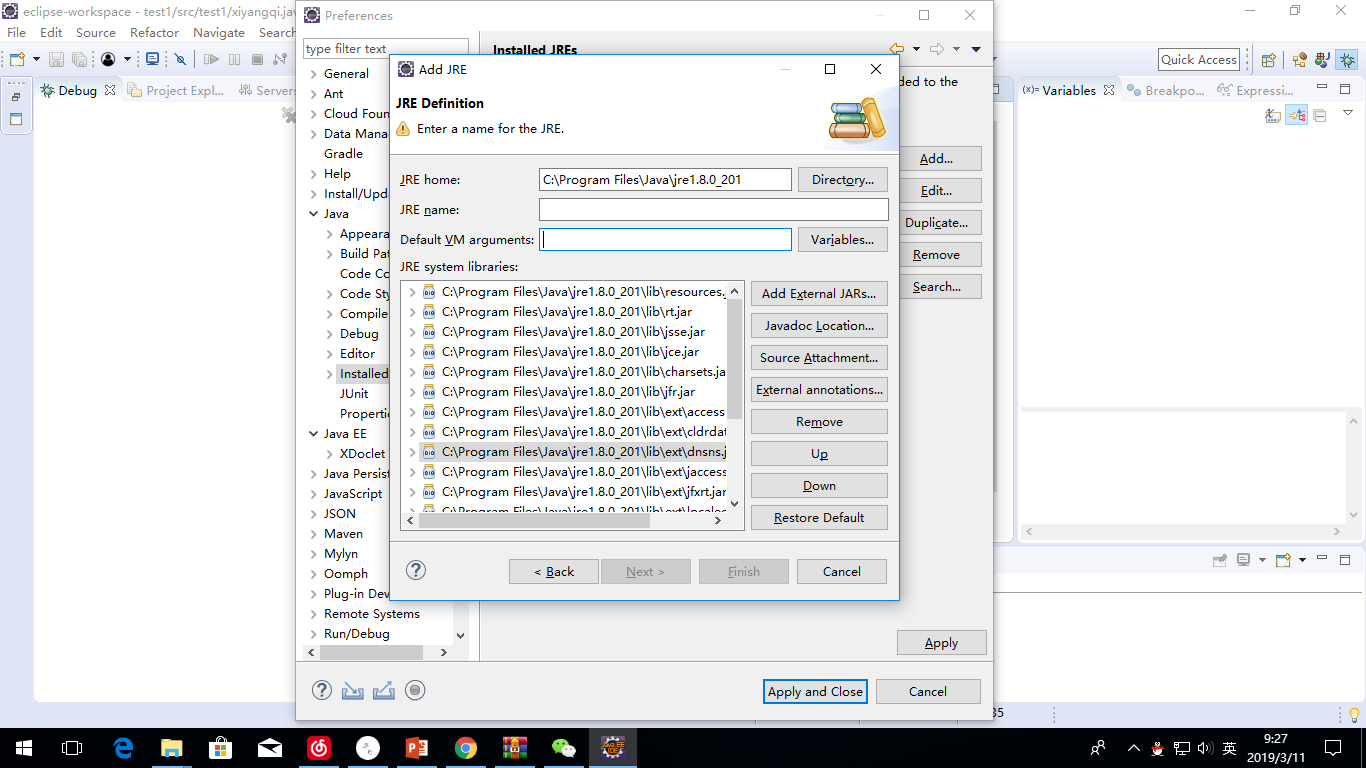 eclipse-workspace - test1/src/test1/xiyangqi.jav
File Edit Source Refactor Navigate Search
Quick Access
Debug Project Expl... Servers
Variables Breakpo... Expressi...
Preferences
type filter text
General
Ant
Cloud Foun
Data Mana
Gradle
Help
Install/Upda
Java
Appeara
Build Pat
Code Co
Code Sty
Compile
Debug
Editor
Installed
JUnit
Properti
Java EE
XDoclet
Java Persist
JavaScript
JSON
Maven
Mylyn
Oomph
Plug-in Dev
Remote Systems
Run/Debug
Installed JREs
ded to the
Add...
Edit...
Duplicate...
Remove
Search...
Apply
Apply and Close
Cancel
Add JRE
JRE Definition
Enter a name for the JRE.
JRE home: C:\Program Files\Java\jre1.8.0_201 Directory...
JRE name:
Default VM arguments: Variables...
JRE system libraries:
C:\Program Files\Java\jre1.8.0_201\lib\resources.j
C:\Program Files\Java\jre1.8.0_201\lib\rt.jar
C:\Program Files\Java\jre1.8.0_201\lib\jsse.jar
C:\Program Files\Java\jre1.8.0_201\lib\jce.jar
C:\Program Files\Java\jre1.8.0_201\lib\charsets.ja
C:\Program Files\Java\jre1.8.0_201\lib\jfr.jar
C:\Program Files\Java\jre1.8.0_201\lib\ext\access
C:\Program Files\Java\jre1.8.0_201\lib\ext\cldrdat
C:\Program Files\Java\jre1.8.0_201\lib\ext\dnsns.j
C:\Program Files\Java\jre1.8.0_201\lib\ext\jaccess
C:\Program Files\Java\jre1.8.0_201\lib\ext\jfxrt.jar
C:\Program Files\Java\jre1.8.0_201\lib\ext\localed
Add External JARs...
Javadoc Location...
Source Attachment...
External annotations...
Remove
Up
Down
Restore Default
< Back Next > Finish Cancel
35
英
9:27
2019/3/11